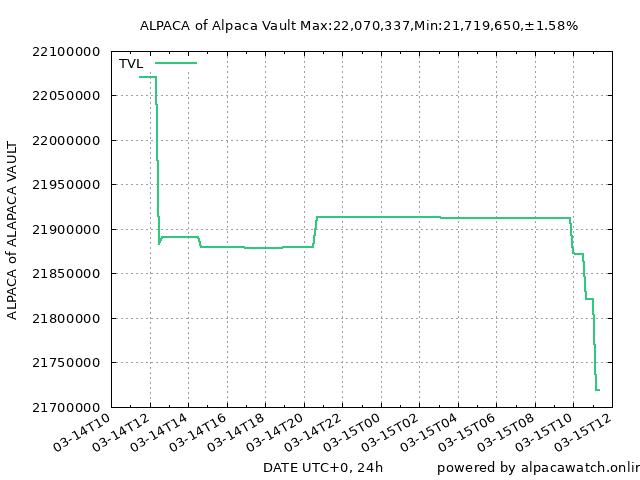 ALPACA of Alpaca Vault Max:22,070,337,Min:21,719,650,±1.58%
TVL
22100000
22050000
22000000
21950000
21900000
21850000
21800000
21750000
21700000
ALPACA of ALAPACA VAULT
03-14T10
03-14T12
03-14T14
03-14T16
03-14T18
03-14T20
03-14T22
03-15T00
03-15T02
03-15T04
03-15T06
03-15T08
03-15T10
03-15T12
DATE UTC+0, 24h
powered by alpacawatch.onlin